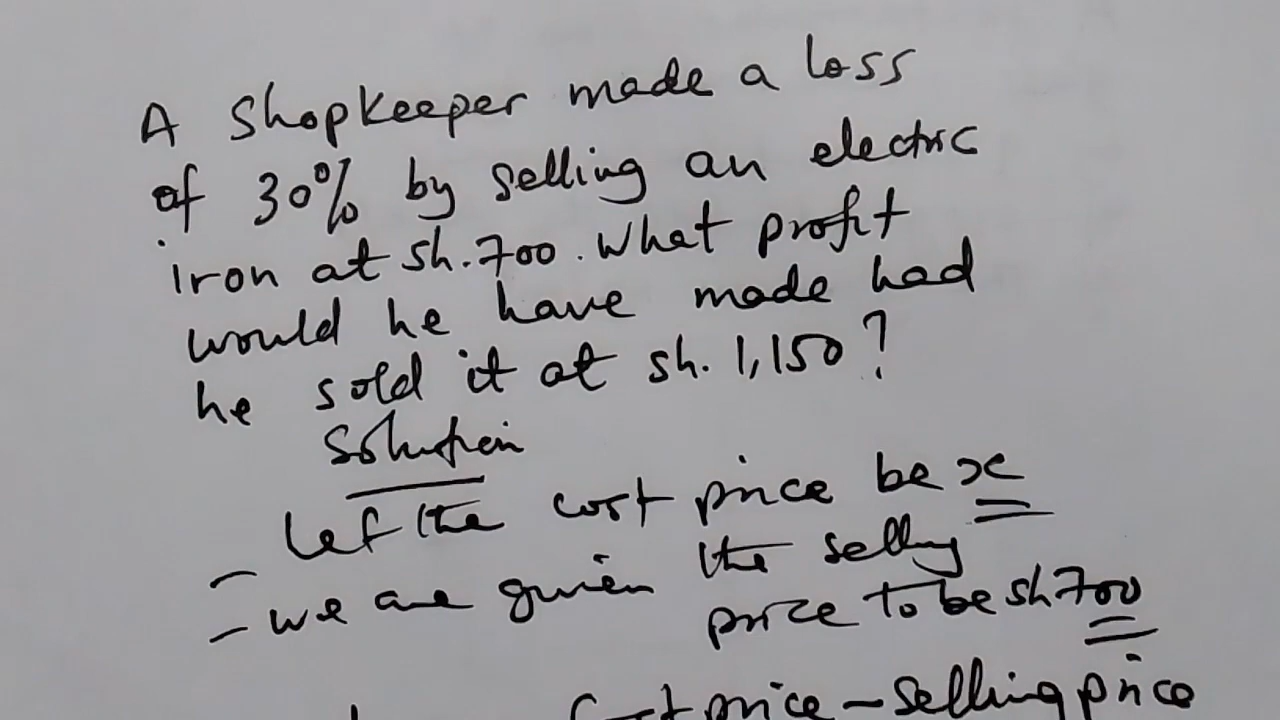 A shopkeeper made a loss
of 30% by selling an electric
iron at sh.700. What profit
would he have made had
he sold it at sh. 1,150?
Solution
- Let the cost price be x
- we are given the selling
price to be sh 700
Cost price - selling price